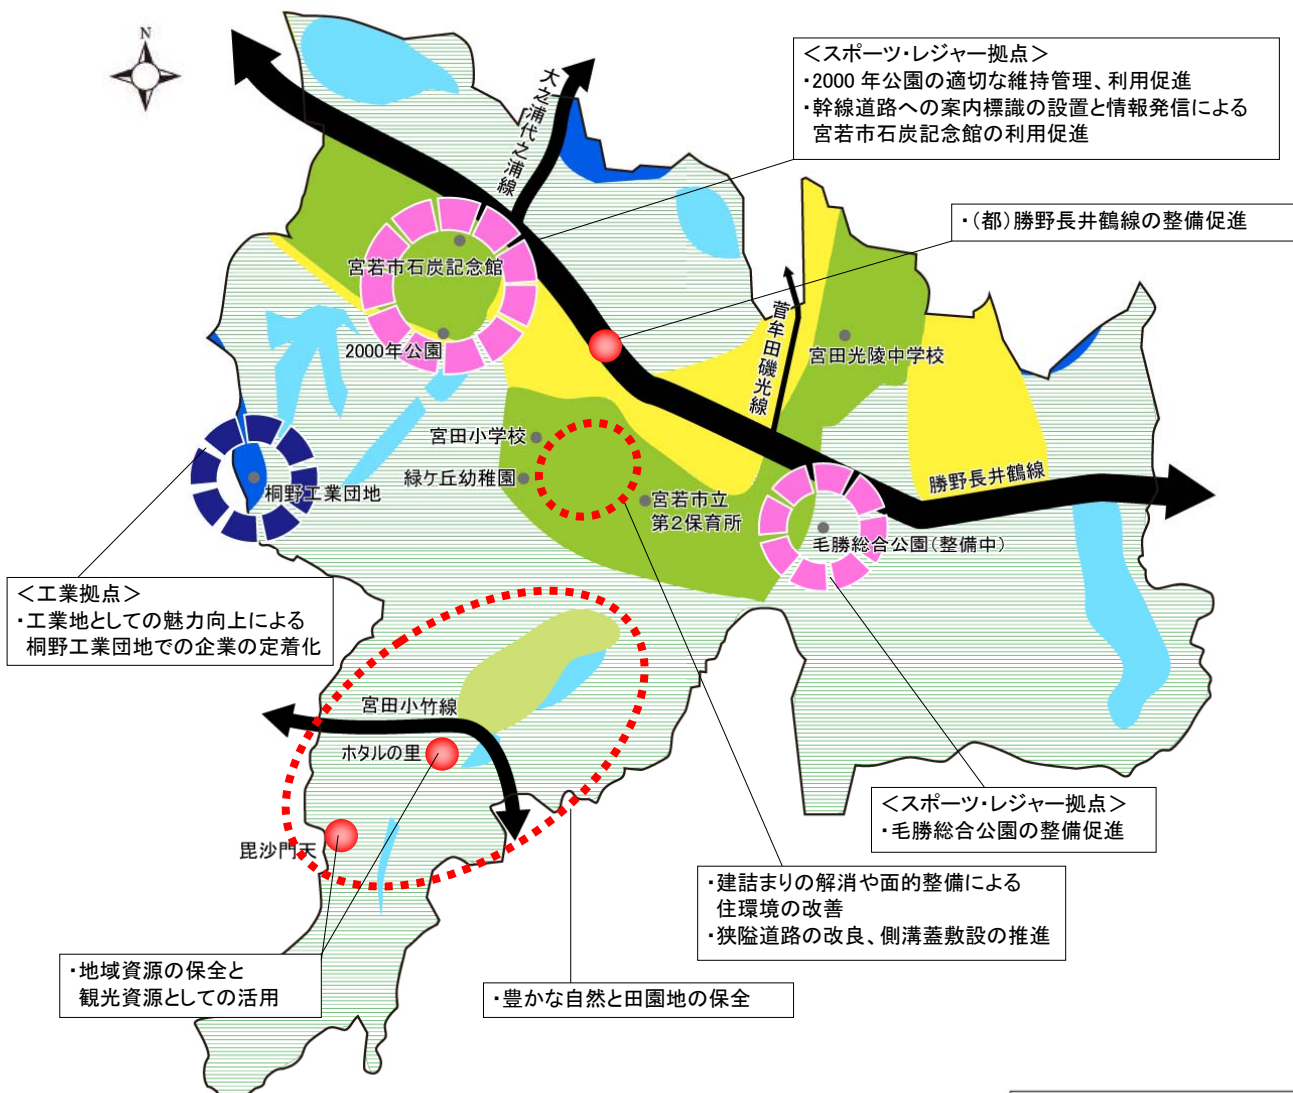 N
<スポーツ・レジャー拠点>
・2000 年公園の適切な維持管理、利用促進
・幹線道路への案内標識の設置と情報発信による
宮若市石炭記念館の利用促進
大之浦代之浦線
・(都)勝野長井鶴線の整備促進
宮若市石炭記念館
2000年公園
菅牟田磯光線
宮田光陵中学校
宮田小学校
緑ケ丘幼稚園
桐野工業団地
宮若市立
第2保育所
勝野長井鶴線
毛勝総合公園(整備中)
<工業拠点>
・工業地としての魅力向上による
桐野工業団地での企業の定着化
宮田小竹線
ホタルの里
毘沙門天
<スポーツ・レジャー拠点>
・毛勝総合公園の整備促進
・建詰まりの解消や面的整備による
住環境の改善
・狭隘道路の改良、側溝蓋敷設の推進
・地域資源の保全と
観光資源としての活用
・豊かな自然と田園地の保全